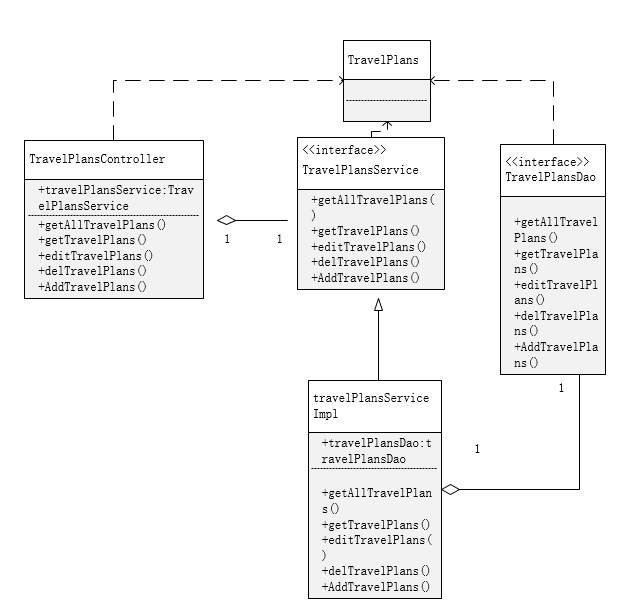 TravelPlans
TravelPlansController
+travelPlansService:Trav
elPlansService
+getAllTravelPlans()
+getTravelPlans()
+editTravelPlans()
+delTravelPlans()
+AddTravelPlans()
1
1
<<interface>>
TravelPlansService
+getAllTravelPlans(
)
+getTravelPlans()
+editTravelPlans()
+delTravelPlans()
+AddTravelPlans()
<<interface>>
TravelPlansDao
+getAllTravel
Plans()
+getTravelPla
ns()
+editTravelPl
ans()
+delTravelPla
ns()
+AddTravelPla
ns()
1
1
travelPlansService
Impl
+travelPlansDao:t
ravelPlansDao
+getAllTravelPlan
s()
+getTravelPlans()
+editTravelPlans(
)
+delTravelPlans()
+AddTravelPlans()